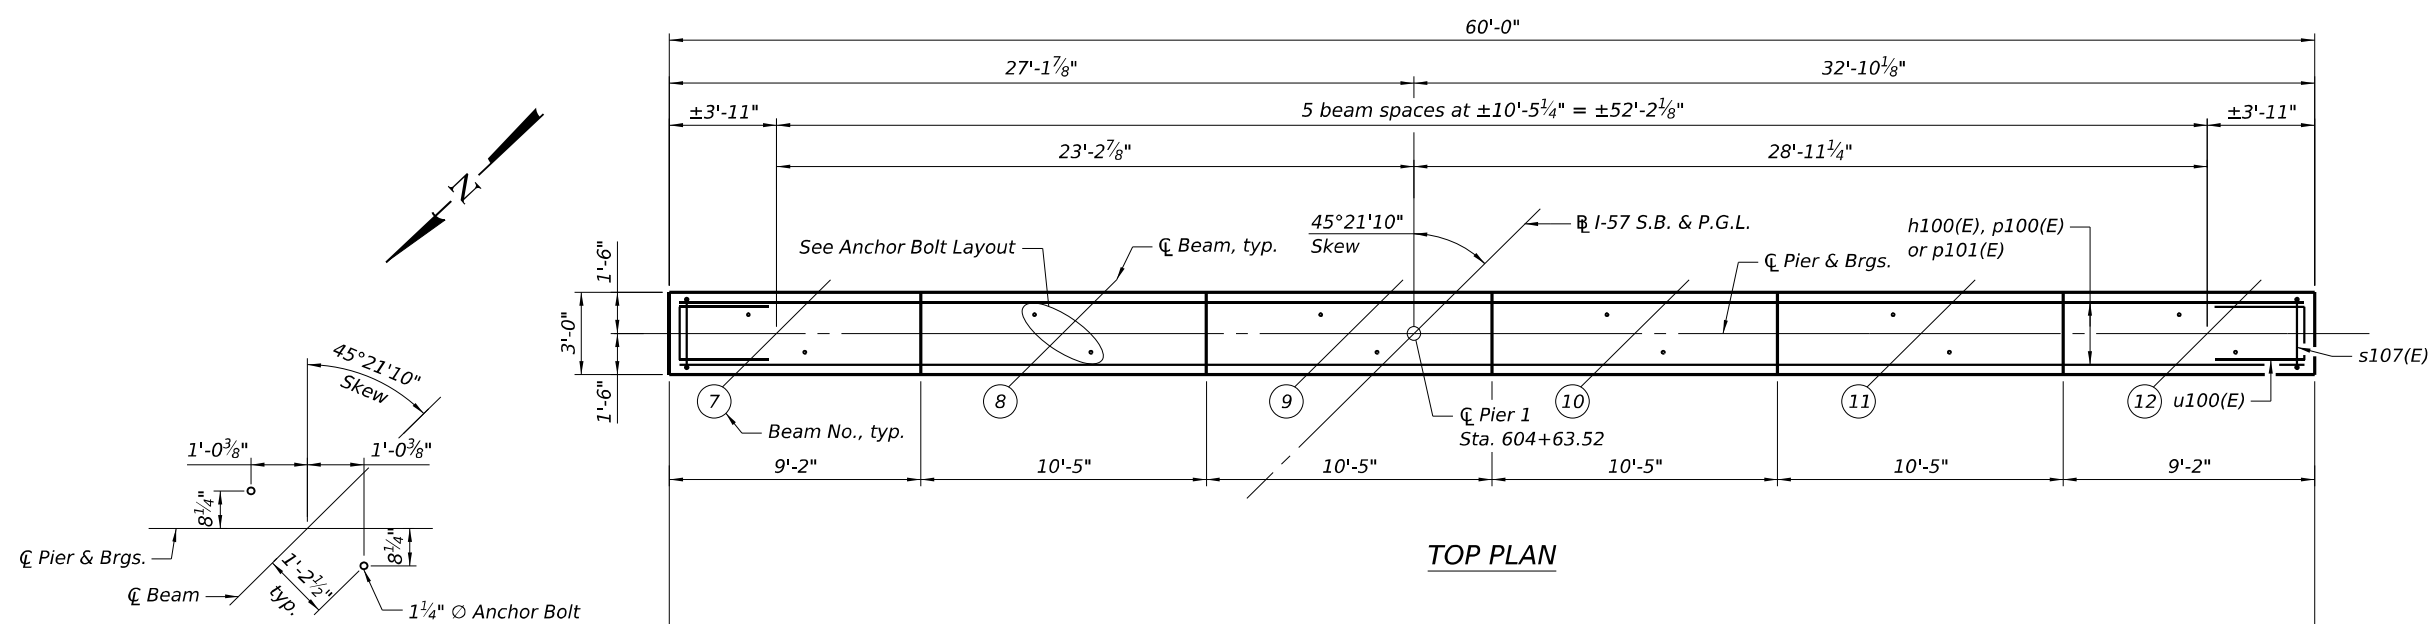 60'-0"
27'-1⅞"
32'-10⅛"
±3'-11"
5 beam spaces at ±10'-5¼" = ±52'-2⅛"
±3'-11"
23'-2⅞"
28'-11¼"
N
1'-6"
3'-0"
1'-6"
See Anchor Bolt Layout
℄ Beam, typ.
45°21'10"
Skew
B̲L I-57 S.B. & P.G.L.
℄ Pier & Brgs.
h100(E), p100(E)
or p101(E)
s107(E)
u100(E)
7
8
9
10
11
12
Beam No., typ.
℄ Pier 1
Sta. 604+63.52
9'-2"
10'-5"
10'-5"
10'-5"
10'-5"
9'-2"
TOP PLAN
45°21'10"
Skew
1'-0⅜"
1'-0⅜"
8¼"
8¼"
℄ Pier & Brgs.
℄ Beam
1'-2½"
typ.
1¼" ∅ Anchor Bolt